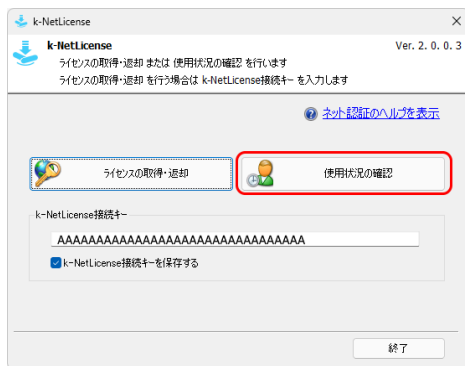 k-NetLicense
k-NetLicense
Ver. 2. 0. 0. 3
ライセンスの取得・返却 または 使用状況の確認 を行います
ライセンスの取得・返却 を行う場合は k-NetLicense接続キー を入力します
ネット認証のヘルプを表示
ライセンスの取得・返却
使用状況の確認
k-NetLicense接続キー
AAAAAAAAAAAAAAAAAAAAAAAAAAAAAAAA
k-NetLicense接続キーを保存する
終了